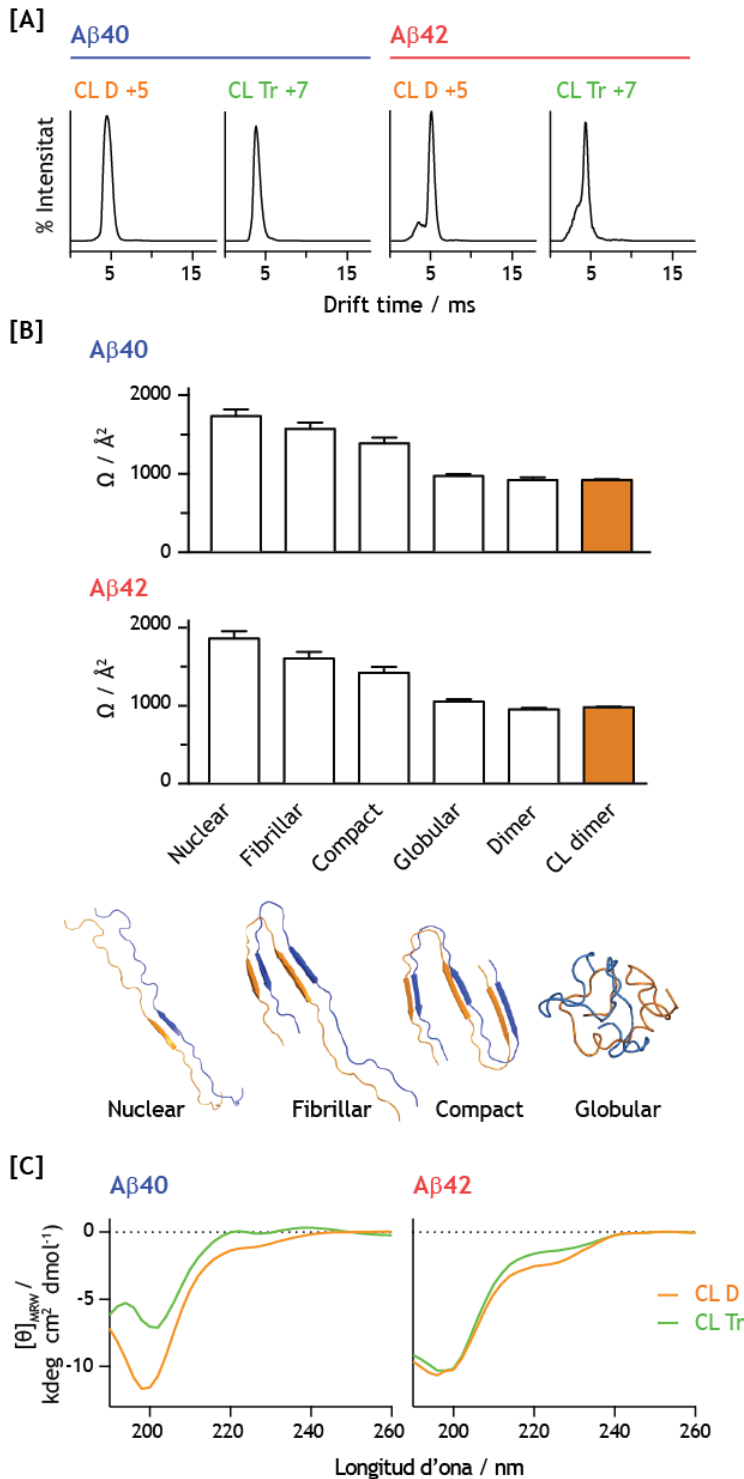 [A]
Aβ40 Aβ42
CL D +5 CL Tr +7 CL D +5 CL Tr +7
% Intensitat
5 15 5 15 5 15 5 15
Drift time / ms
[B]
Aβ40
2000
1000
0
Ω / Å²
Aβ42
2000
1000
0
Ω / Å²
Nuclear Fibrillar Compact Globular Dimer CL dimer
Nuclear Fibrillar Compact Globular
[C]
Aβ40 Aβ42
0
-5
-10
[θ]MRW /
kdeg cm² dmol⁻¹
CL D
CL Tr
200 220 240 260 200 220 240 260
Longitud d'ona / nm